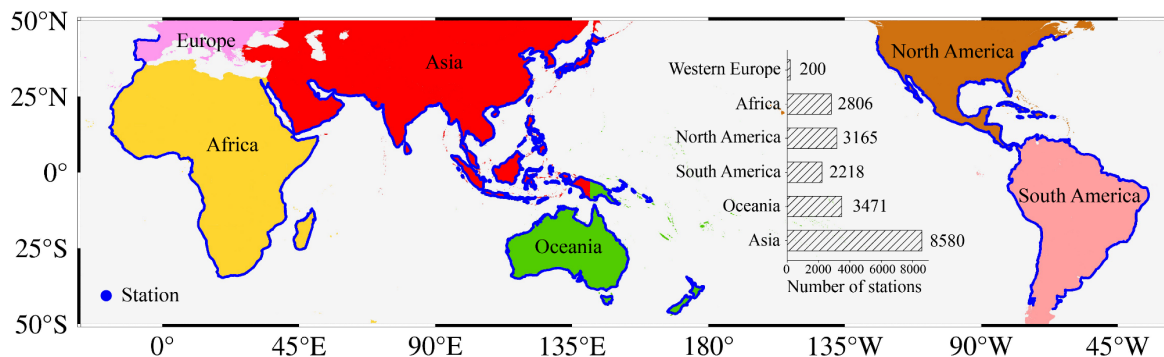 50°N
25°N
0°
25°S
50°S
Europe
Asia
Africa
Oceania
North America
South America
Station
Western Europe 200
Africa 2806
North America 3165
South America 2218
Oceania 3471
Asia 8580
0 2000 4000 6000 8000
Number of stations
0° 45°E 90°E 135°E 180° 135°W 90°W 45°W